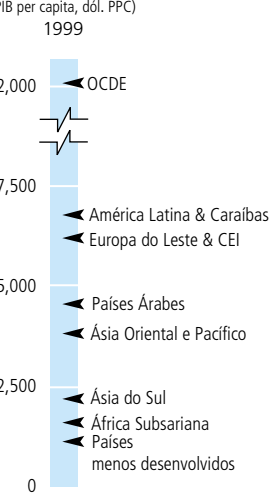 PIB per capita, dól. PPC)
1999
2,000
OCDE
7,500
América Latina & Caraíbas
Europa do Leste & CEI
5,000
Países Árabes
Ásia Oriental e Pacífico
2,500
Ásia do Sul
África Subsariana
Países
menos desenvolvidos
0